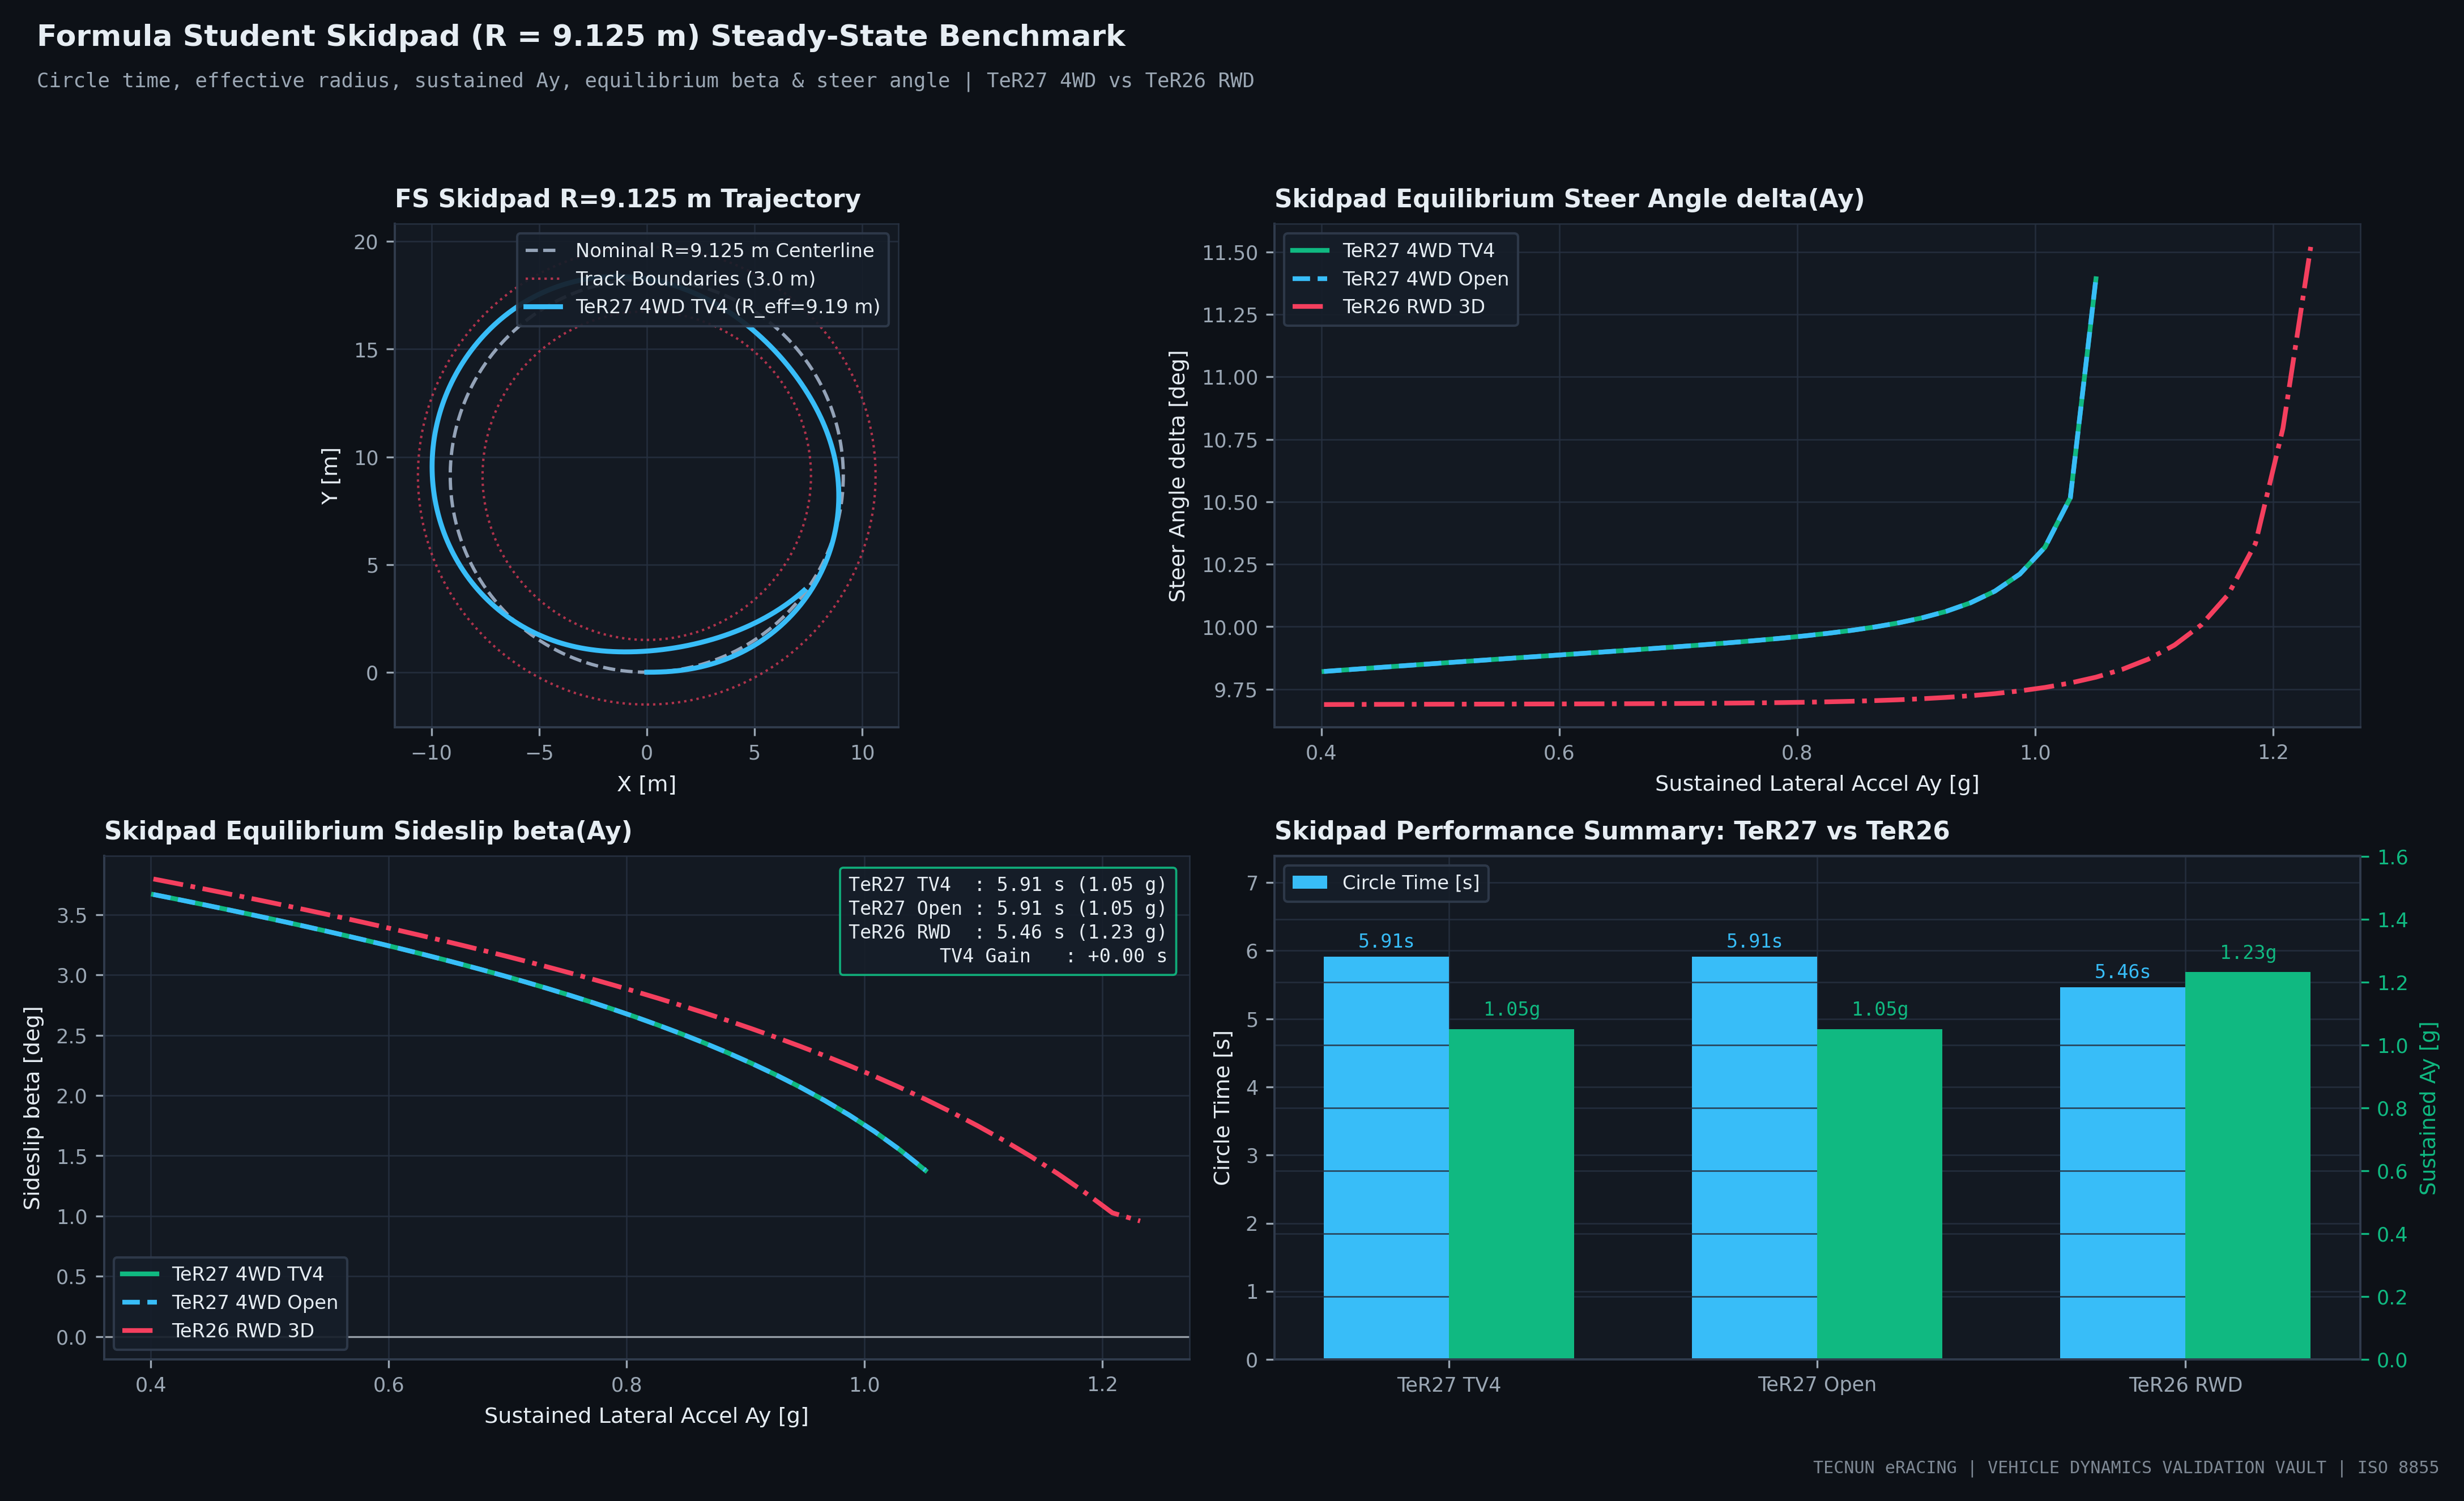 Formula Student Skidpad (R = 9.125 m) Steady-State Benchmark
Circle time, effective radius, sustained Ay, equilibrium beta & steer angle | TeR27 4WD vs TeR26 RWD
FS Skidpad R=9.125 m Trajectory
Nominal R=9.125 m Centerline
Track Boundaries (3.0 m)
TeR27 4WD TV4 (R_eff=9.19 m)
20
15
10
5
0
Y [m]
−10
−5
0
5
10
X [m]
Skidpad Equilibrium Steer Angle delta(Ay)
TeR27 4WD TV4
TeR27 4WD Open
TeR26 RWD 3D
11.50
11.25
11.00
10.75
10.50
10.25
10.00
9.75
Steer Angle delta [deg]
0.4
0.6
0.8
1.0
1.2
Sustained Lateral Accel Ay [g]
Skidpad Equilibrium Sideslip beta(Ay)
TeR27 TV4  : 5.91 s (1.05 g)
TeR27 Open : 5.91 s (1.05 g)
TeR26 RWD  : 5.46 s (1.23 g)
TV4 Gain   : +0.00 s
3.5
3.0
2.5
2.0
1.5
1.0
0.5
0.0
Sideslip beta [deg]
TeR27 4WD TV4
TeR27 4WD Open
TeR26 RWD 3D
0.4
0.6
0.8
1.0
1.2
Sustained Lateral Accel Ay [g]
Skidpad Performance Summary: TeR27 vs TeR26
Circle Time [s]
7
6
5
4
3
2
1
0
Circle Time [s]
5.91s
1.05g
5.91s
1.05g
5.46s
1.23g
1.6
1.4
1.2
1.0
0.8
0.6
0.4
0.2
0.0
Sustained Ay [g]
TeR27 TV4
TeR27 Open
TeR26 RWD
TECNUN eRACING | VEHICLE DYNAMICS VALIDATION VAULT | ISO 8855